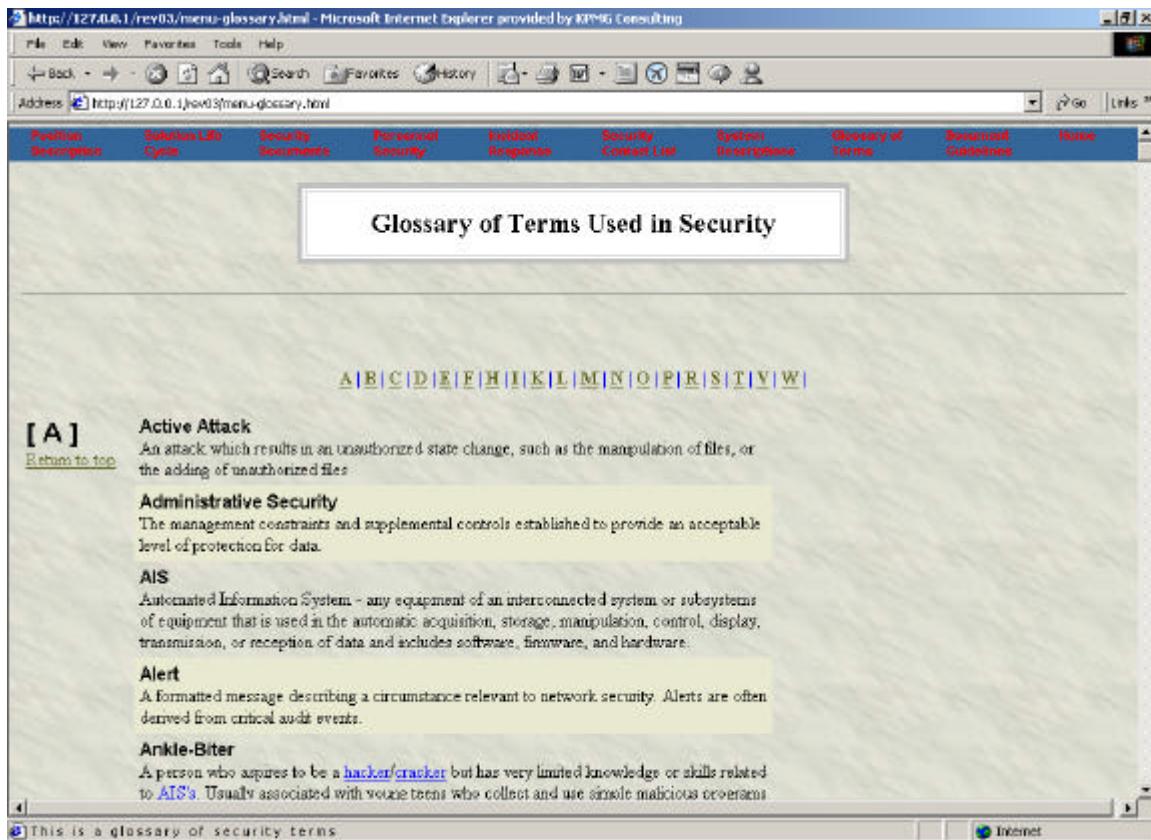 http://127.0.0.1/rev03/menu-glossary.html - Microsoft Internet Explorer provided by KPMG Consulting
File Edit View Favorites Tools Help
Back Search Favorites History
Address http://127.0.0.1/rev03/menu-glossary.html Go Links »
Position Solution Life Security Personnel Incident Security System Glossary of Document Home
Description Cycle Documents Security Response Contact List Descriptions Terms Guidelines
Glossary of Terms Used in Security
A | B | C | D | E | F | H | I | K | L | M | N | O | P | R | S | T | V | W |
[ A ]
Return to top
Active Attack
An attack which results in an unauthorized state change, such as the manipulation of files, or
the adding of unauthorized files
Administrative Security
The management constraints and supplemental controls established to provide an acceptable
level of protection for data.
AIS
Automated Information System - any equipment of an interconnected system or subsystems
of equipment that is used in the automatic acquisition, storage, manipulation, control, display,
transmission, or reception of data and includes software, firmware, and hardware.
Alert
A formatted message describing a circumstance relevant to network security. Alerts are often
derived from critical audit events.
Ankle-Biter
A person who aspires to be a hacker/cracker but has very limited knowledge or skills related
to AIS's. Usually associated with young teens who collect and use simple malicious programs
This is a glossary of security terms
Internet